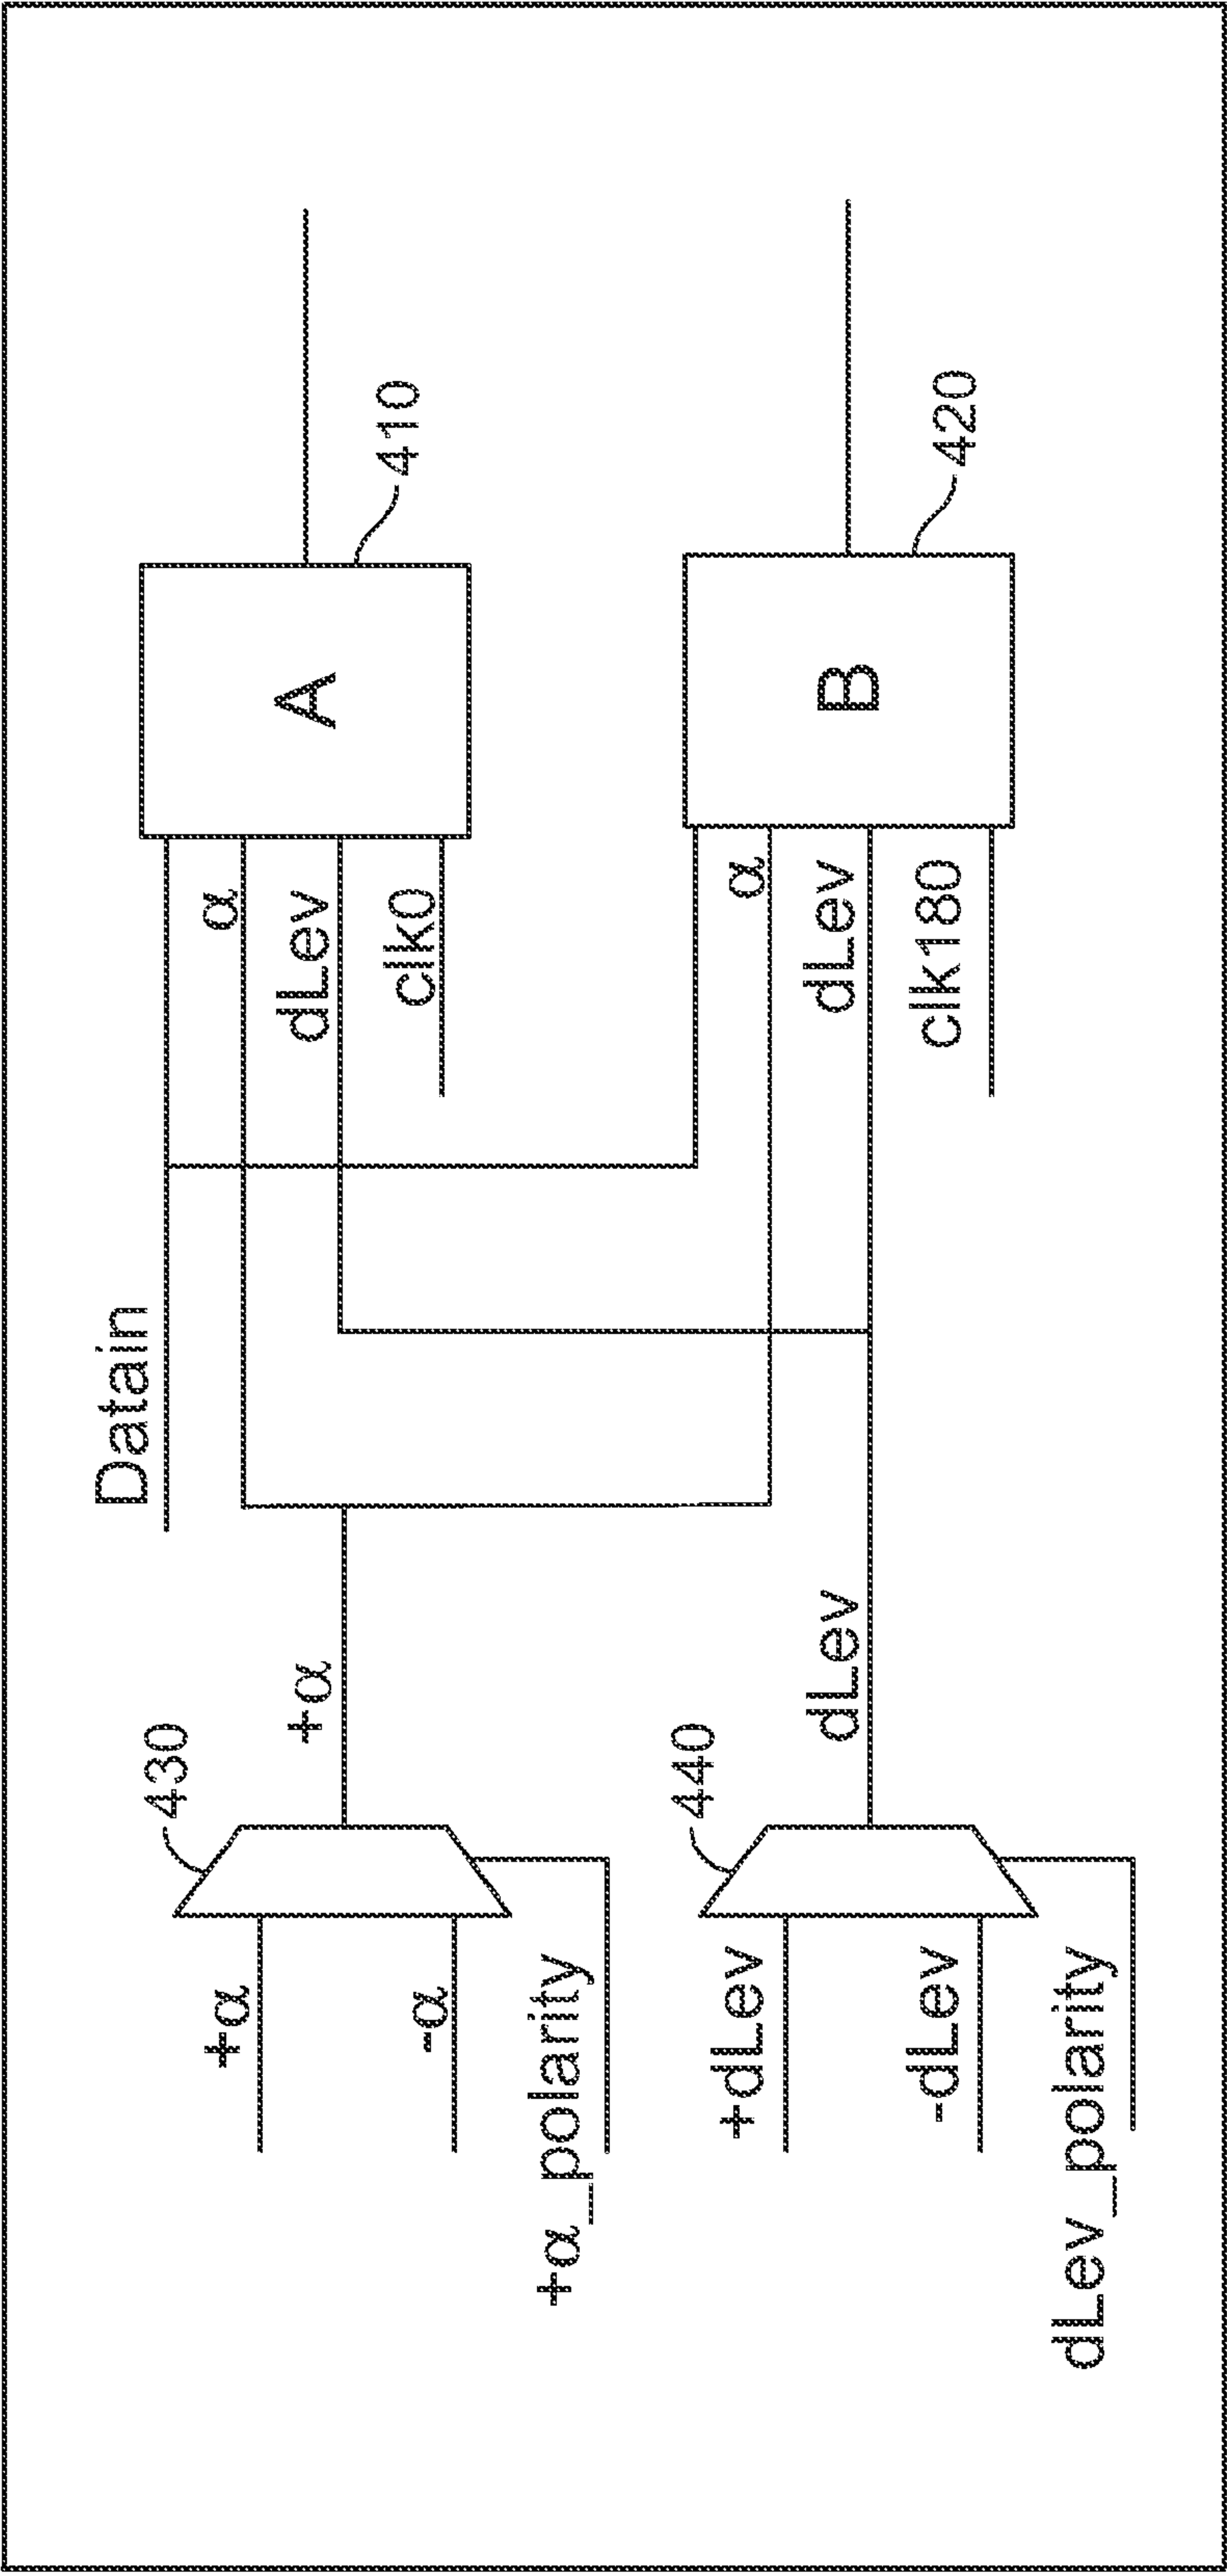 Datain
430
+α
+α
-α
+α_polarity
α
dLev
clk0
A
410
440
dLev
+dLev
-dLev
dLev_polarity
α
dLev
clk180
B
420